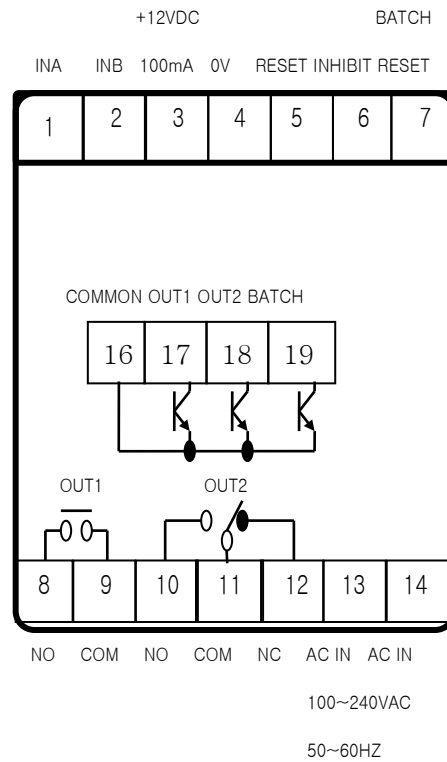 +12VDC BATCH
INA INB 100mA 0V RESET INHIBIT RESET
1 2 3 4 5 6 7
COMMON OUT1 OUT2 BATCH
16 17 18 19
OUT1 OUT2
8 9 10 11 12 13 14
NO COM NO COM NC AC IN AC IN
100~240VAC
50~60HZ